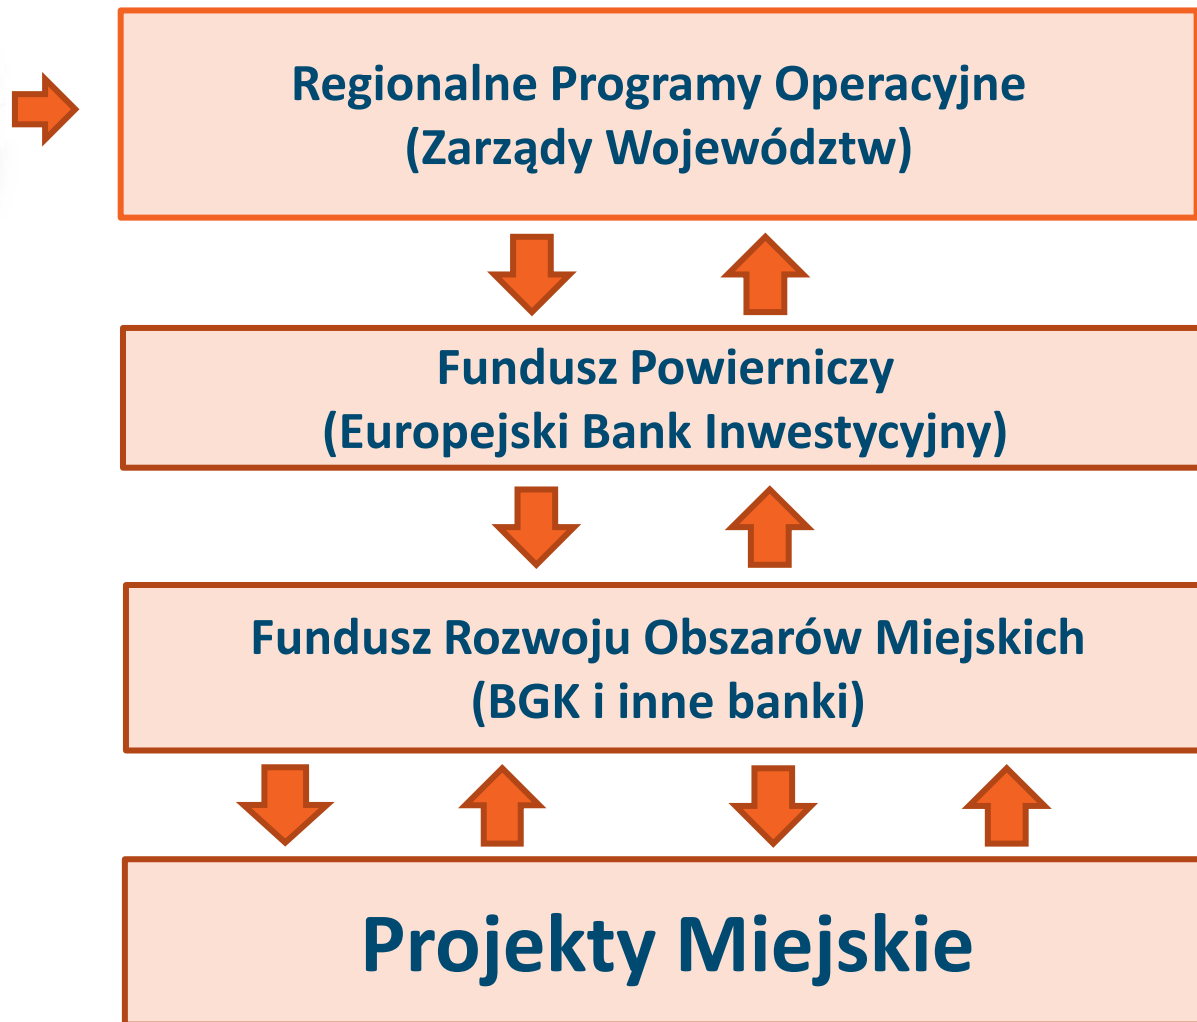 Regionalne Programy Operacyjne
(Zarządy Województw)
Fundusz Powierniczy
(Europejski Bank Inwestycyjny)
Fundusz Rozwoju Obszarów Miejskich
(BGK i inne banki)
Projekty Miejskie